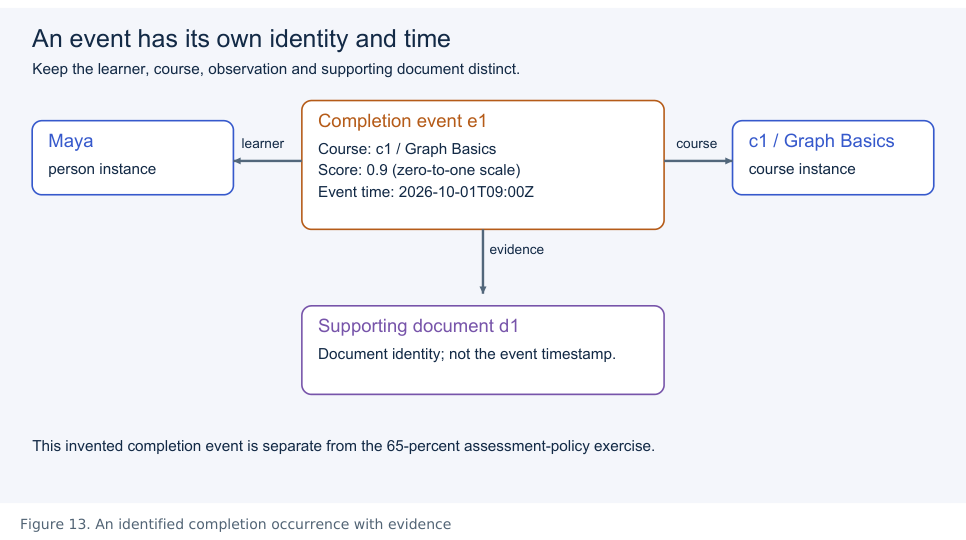 An event has its own identity and time
Keep the learner, course, observation and supporting document distinct.
Maya
person instance
learner
Completion event e1
Course: c1 / Graph Basics
Score: 0.9 (zero-to-one scale)
Event time: 2026-10-01T09:00Z
course
c1 / Graph Basics
course instance
evidence
Supporting document d1
Document identity; not the event timestamp.
This invented completion event is separate from the 65-percent assessment-policy exercise.
Figure 13. An identified completion occurrence with evidence